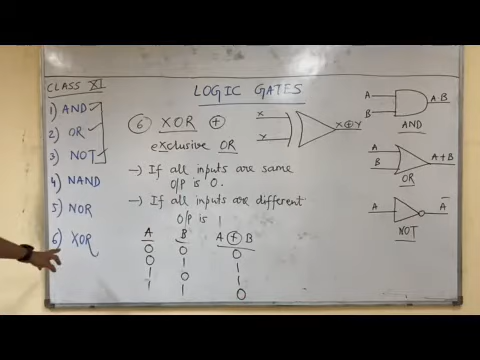 CLASS XI
1) AND
2) OR
3) NOT
4) NAND
5) NOR
6) XOR
LOGIC GATES
6 XOR ⊕
eXclusive OR
→ If all inputs are same
O/P is 0.
→ If all inputs are different
O/P is 1
A B A ⊕ B
0 0 0
0 1 1
1 0 1
1 1 0
X
Y
X⊕Y
A
B
A B
AND
A
B
A+B
OR
A
A̅
NOT